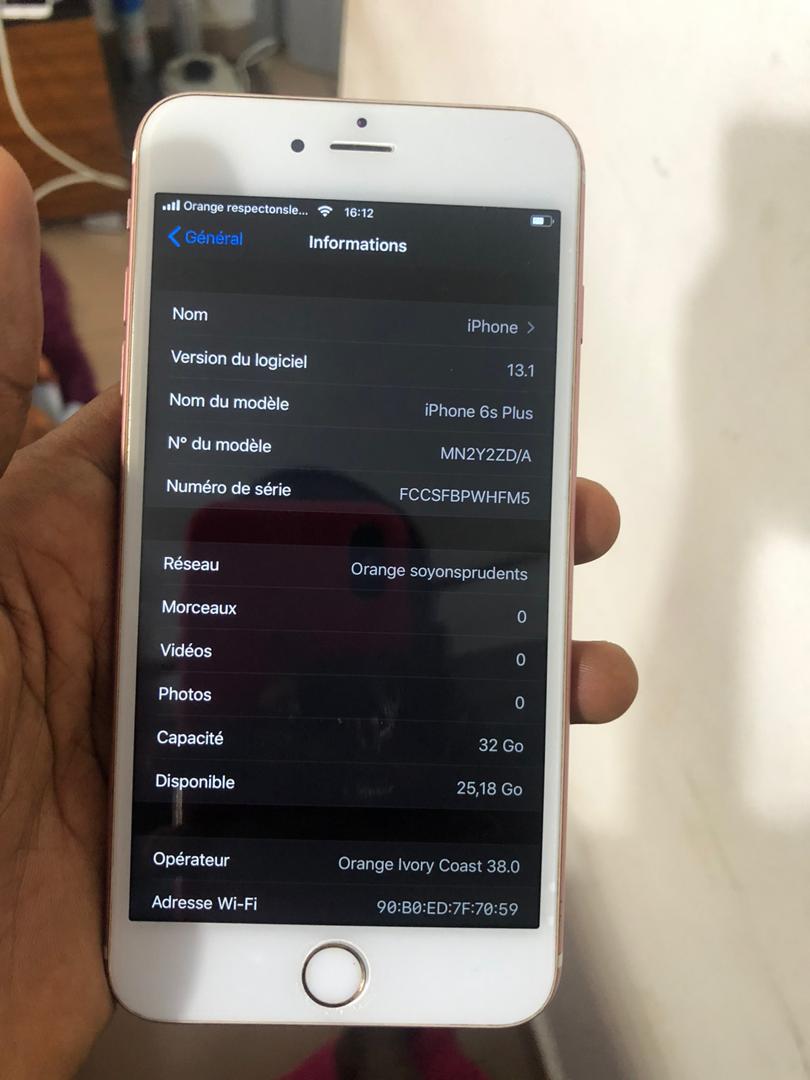 Orange respectonsle... 16:12
Général Informations
Nom iPhone
Version du logiciel 13.1
Nom du modèle iPhone 6s Plus
N° du modèle MN2Y2ZD/A
Numéro de série FCCSFBPWHFM5
Réseau Orange soyonsprudents
Morceaux 0
Vidéos 0
Photos 0
Capacité 32 Go
Disponible 25,18 Go
Opérateur Orange Ivory Coast 38.0
Adresse Wi-Fi 90:B0:ED:7F:70:59